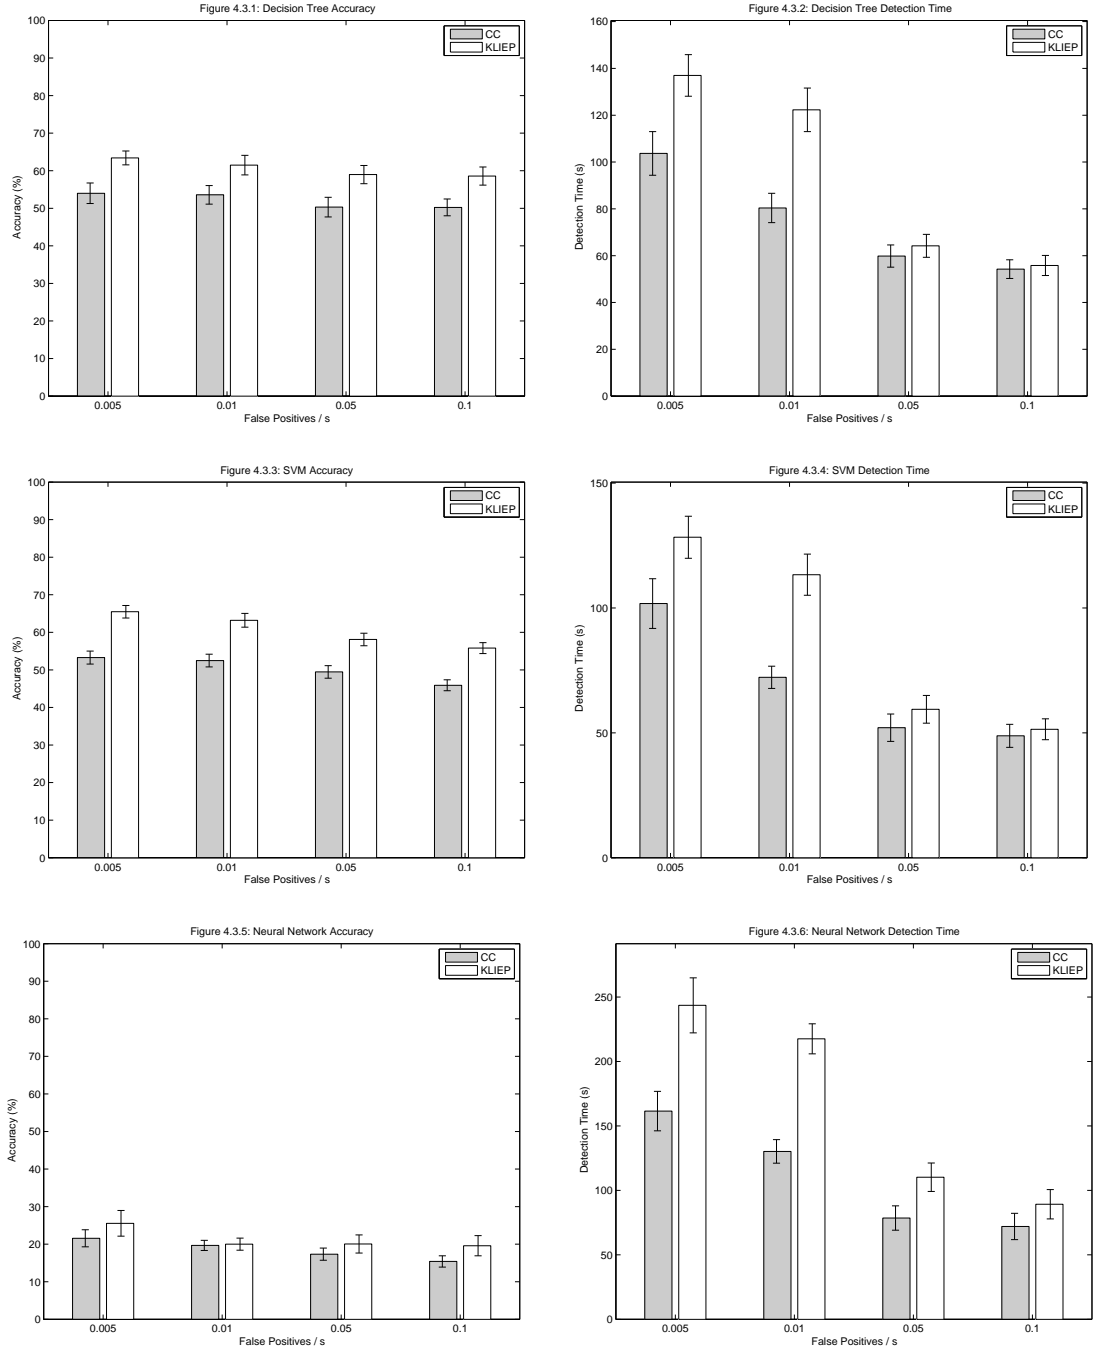 Figure 4.3.1: Decision Tree Accuracy
100
90
80
70
60
50
40
30
20
10
0
Accuracy (%)
CC
KLIEP
0.005
0.01
0.05
0.1
False Positives / s
Figure 4.3.2: Decision Tree Detection Time
160
140
120
100
80
60
40
20
0
Detection Time (s)
CC
KLIEP
0.005
0.01
0.05
0.1
False Positives / s
Figure 4.3.3: SVM Accuracy
100
90
80
70
60
50
40
30
20
10
0
Accuracy (%)
CC
KLIEP
0.005
0.01
0.05
0.1
False Positives / s
Figure 4.3.4: SVM Detection Time
150
100
50
0
Detection Time (s)
CC
KLIEP
0.005
0.01
0.05
0.1
False Positives / s
Figure 4.3.5: Neural Network Accuracy
100
90
80
70
60
50
40
30
20
10
0
Accuracy (%)
CC
KLIEP
0.005
0.01
0.05
0.1
False Positives / s
Figure 4.3.6: Neural Network Detection Time
250
200
150
100
50
0
Detection Time (s)
CC
KLIEP
0.005
0.01
0.05
0.1
False Positives / s